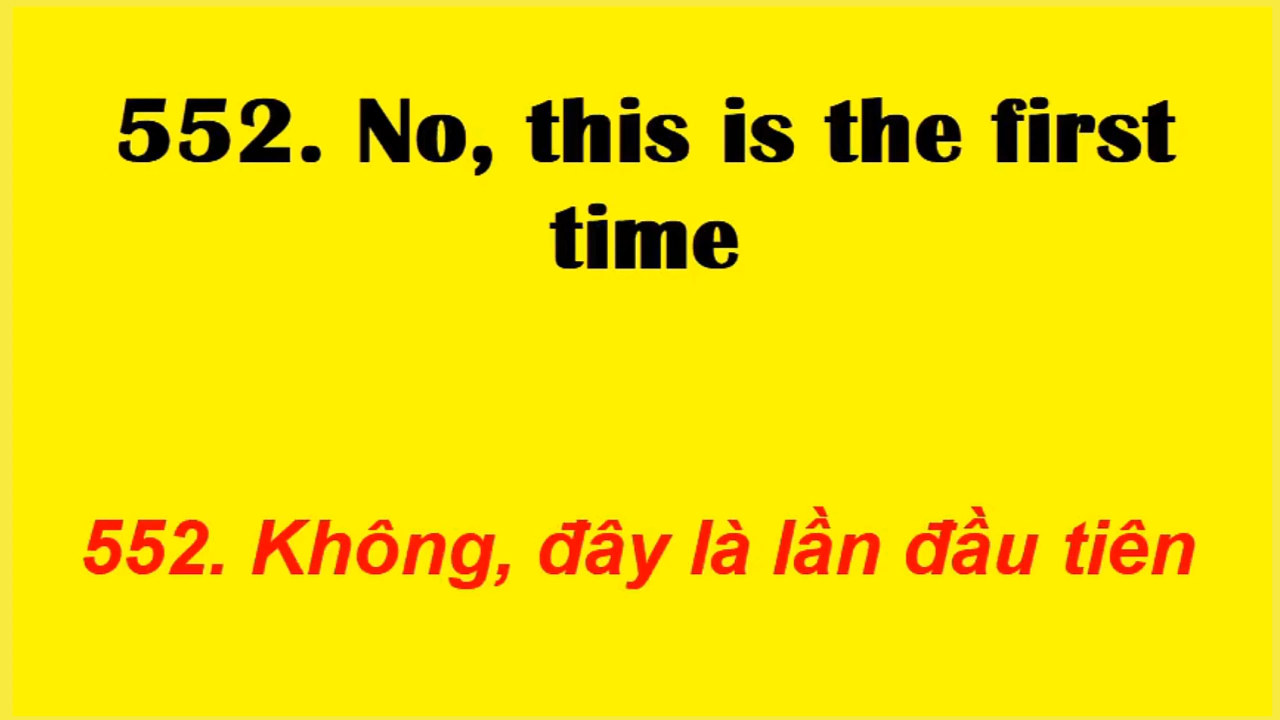 552. No, this is the first
time
552. Không, đây là lần đầu tiên